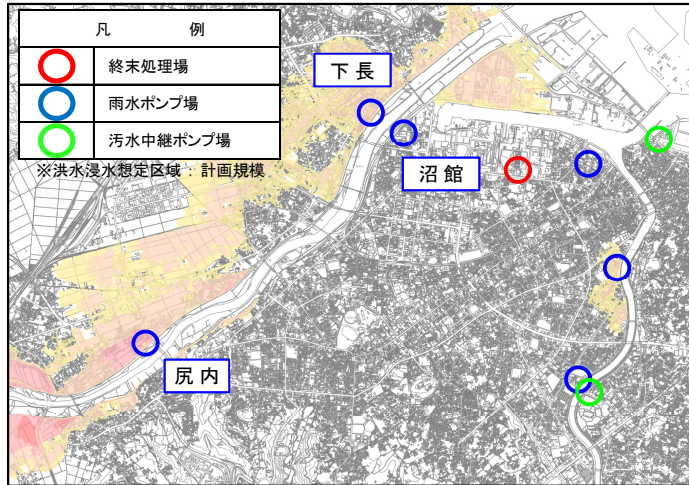 凡 例
終末処理場
雨水ポンプ場
汚水中継ポンプ場
※洪水浸水想定区域：計画規模
下長
沼館
尻内